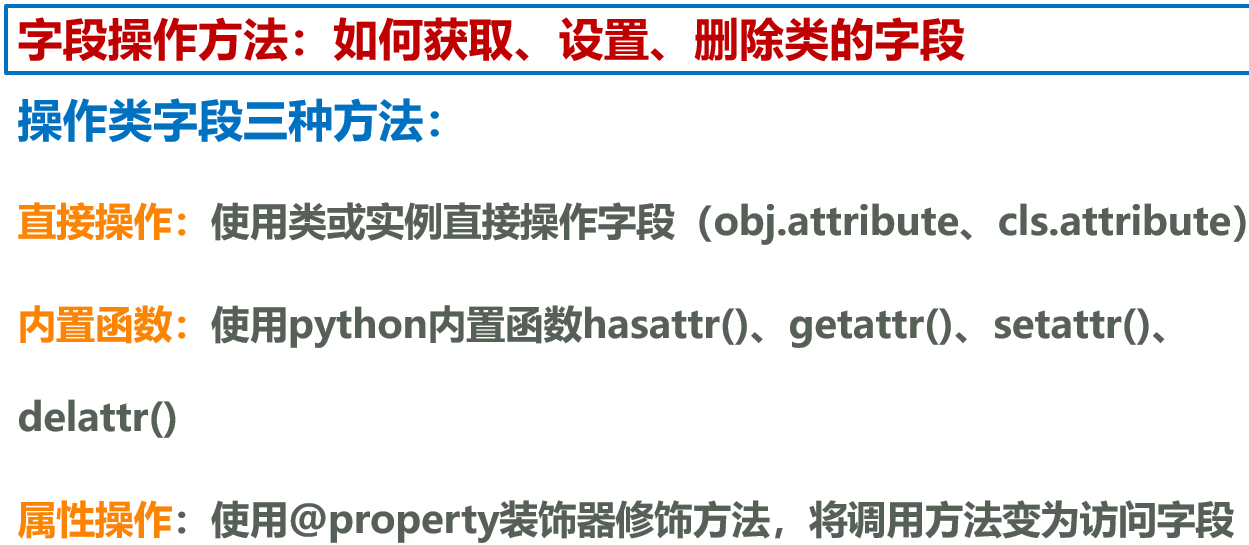 字段操作方法：如何获取、设置、删除类的字段
操作类字段三种方法：
直接操作：使用类或实例直接操作字段（obj.attribute、cls.attribute）
内置函数：使用python内置函数hasattr()、getattr()、setattr()、
delattr()
属性操作：使用@property装饰器修饰方法，将调用方法变为访问字段